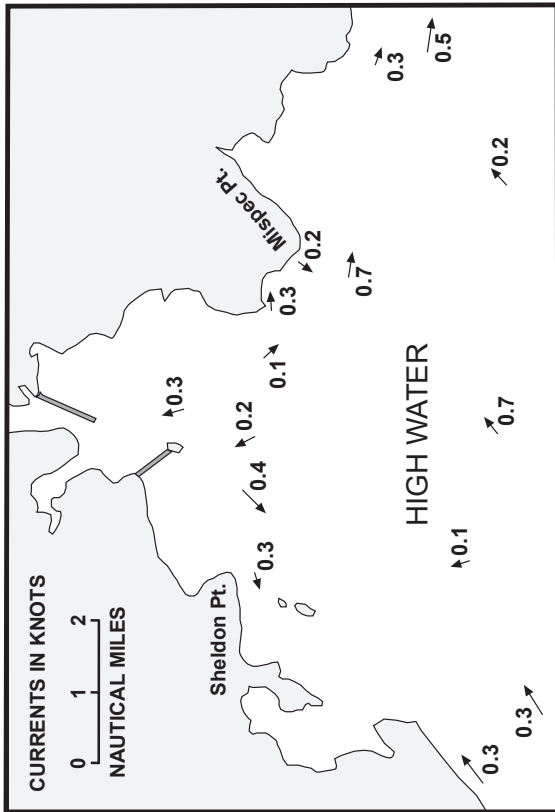 CURRENTS IN KNOTS
0 1 2
NAUTICAL MILES
0.3
Sheldon Pt.
0.2
0.4
0.3
Mispec Pt.
0.1
0.3
0.2
0.7
0.3
HIGH WATER
0.5
0.1
0.3
0.2
0.7
0.3